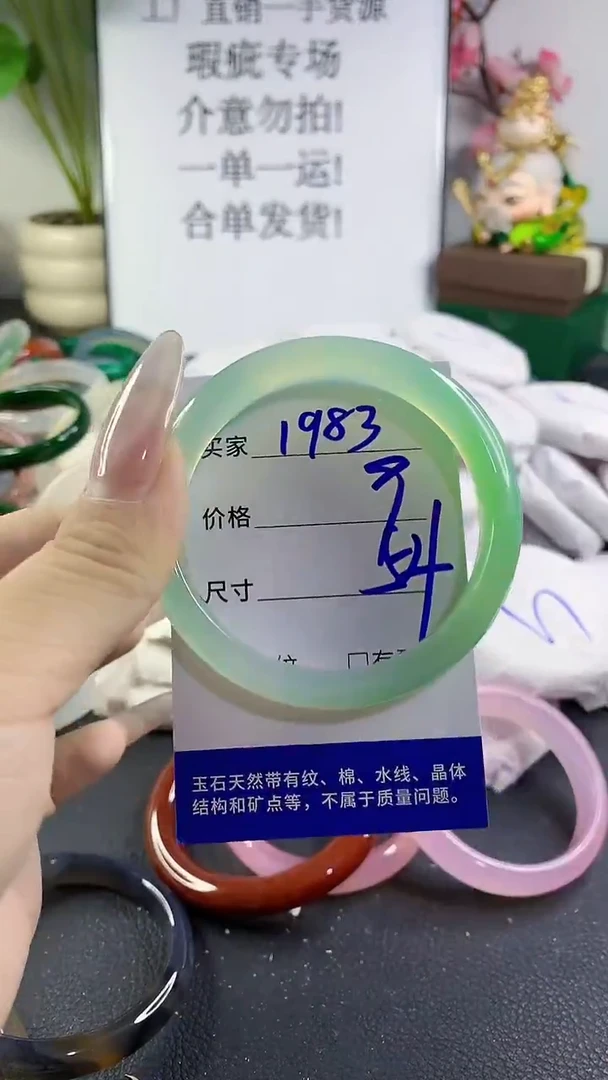 直销一手货源
瑕疵专场
介意勿拍!
一单一运!
合单发货!
买家 1983
价格
尺寸 54
玉石天然带有纹、棉、水线、晶体
结构和矿点等，不属于质量问题。